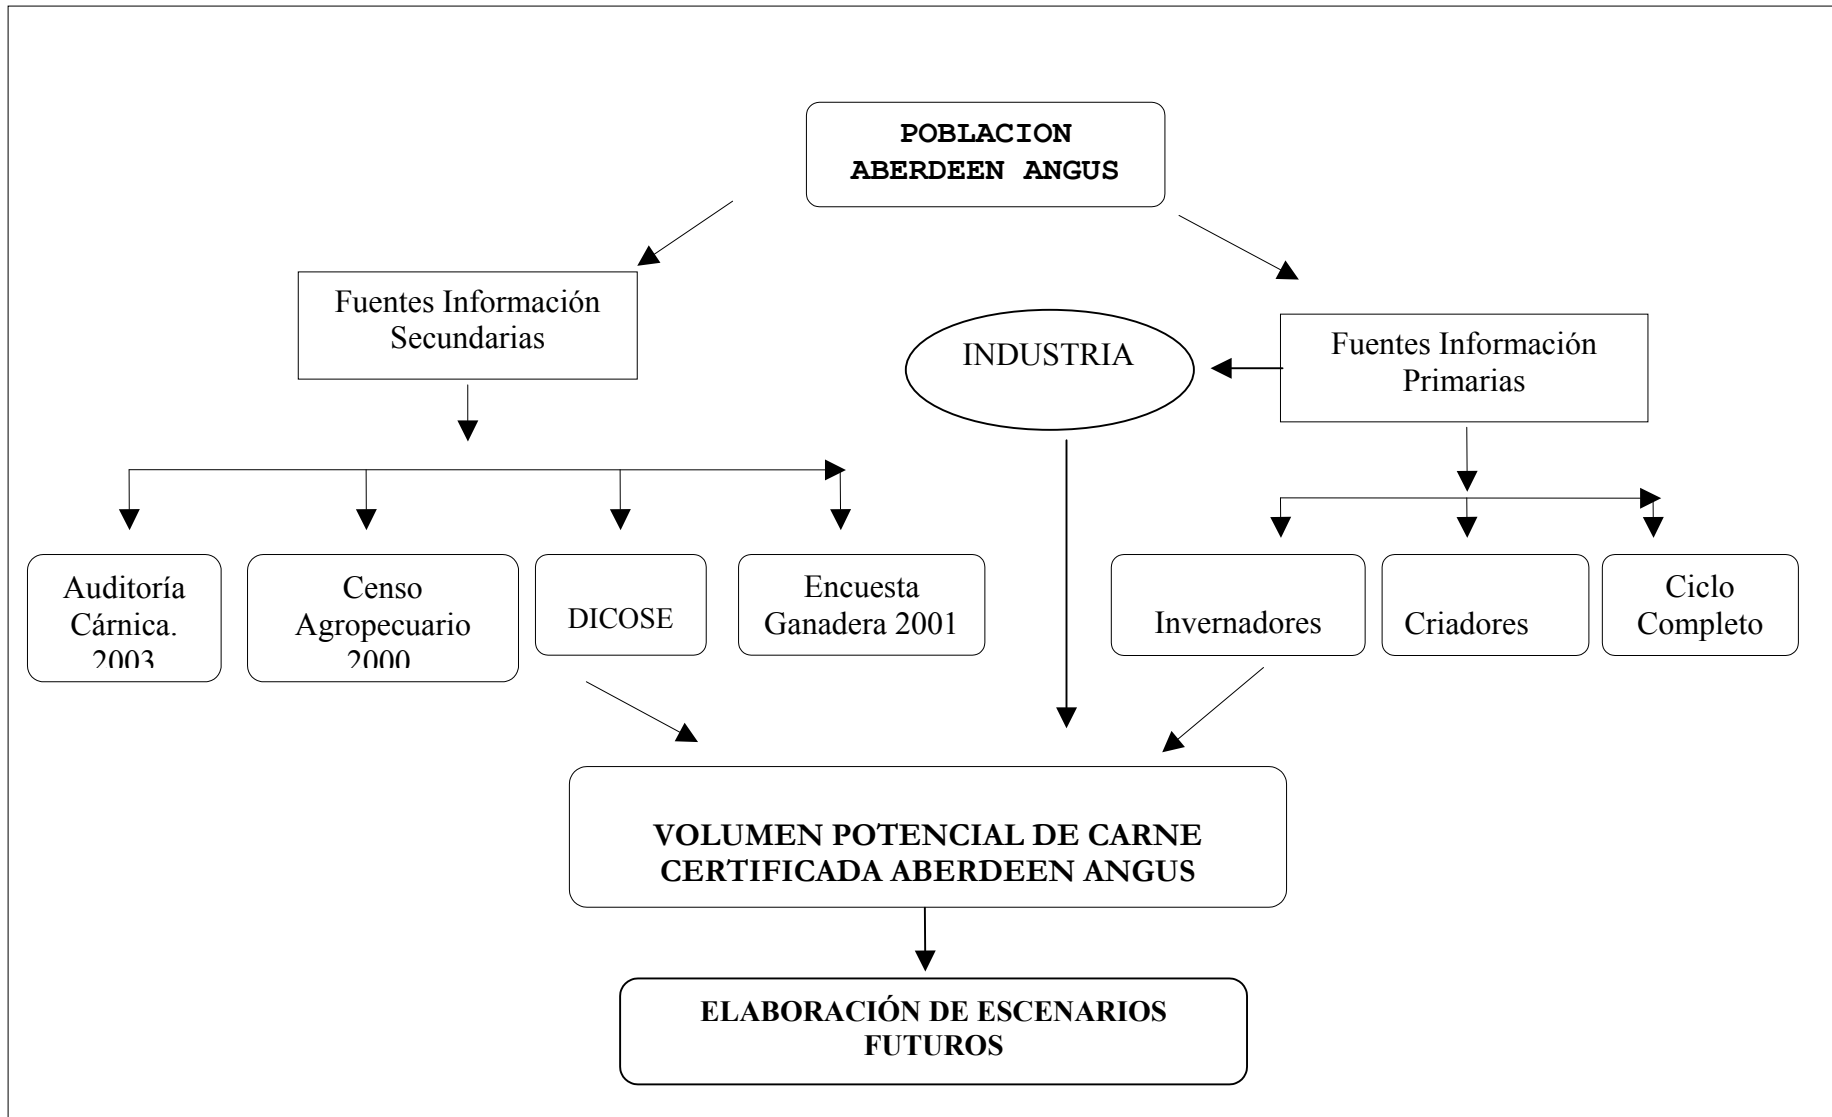 POBLACION
ABERDEEN ANGUS
Fuentes Información
Secundarias
INDUSTRIA
Fuentes Información
Primarias
Auditoría
Cárnica.
2003
Censo
Agropecuario
2000
DICOSE
Encuesta
Ganadera 2001
Invernadores
Criadores
Ciclo
Completo
VOLUMEN POTENCIAL DE CARNE
CERTIFICADA ABERDEEN ANGUS
ELABORACIÓN DE ESCENARIOS
FUTUROS